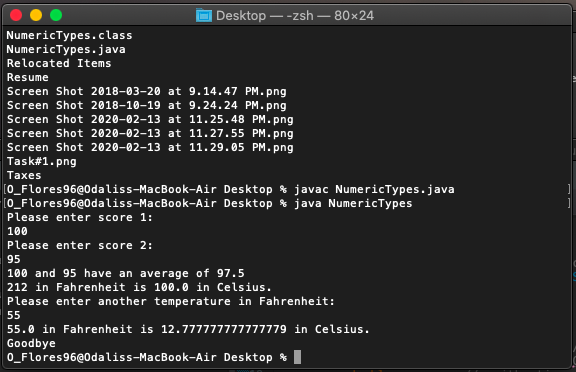 Desktop — -zsh — 80×24
NumericTypes.class
NumericTypes.java
Relocated Items
Resume
Screen Shot 2018-03-20 at 9.14.47 PM.png
Screen Shot 2018-10-19 at 9.24.24 PM.png
Screen Shot 2020-02-13 at 11.25.48 PM.png
Screen Shot 2020-02-13 at 11.27.55 PM.png
Screen Shot 2020-02-13 at 11.29.05 PM.png
Task#1.png
Taxes
[O_Flores96@Odaliss-MacBook-Air Desktop % javac NumericTypes.java ]
[O_Flores96@Odaliss-MacBook-Air Desktop % java NumericTypes ]
Please enter score 1:
100
Please enter score 2:
95
100 and 95 have an average of 97.5
212 in Fahrenheit is 100.0 in Celsius.
Please enter another temperature in Fahrenheit:
55
55.0 in Fahrenheit is 12.777777777777779 in Celsius.
Goodbye
O_Flores96@Odaliss-MacBook-Air Desktop %